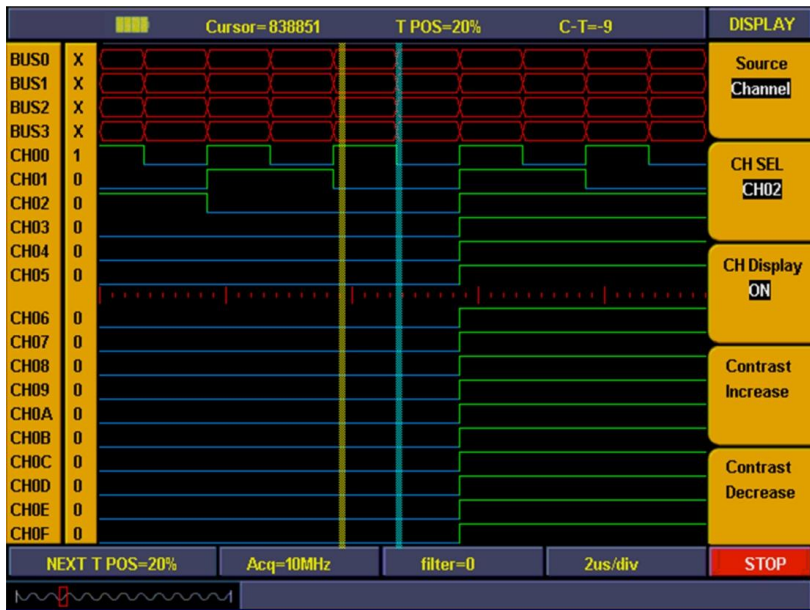 Cursor=838851 T POS=20% C-T=-9 DISPLAY
BUS0 X
BUS1 X
BUS2 X
BUS3 X
CH00 1
CH01 0
CH02 0
CH03 0
CH04 0
CH05 0
CH06 0
CH07 0
CH08 0
CH09 0
CH0A 0
CH0B 0
CH0C 0
CH0D 0
CH0E 0
CH0F 0
Source
Channel
CH SEL
CH02
CH Display
ON
Contrast
Increase
Contrast
Decrease
NEXT T POS=20% Acq=10MHz filter=0 2us/div STOP